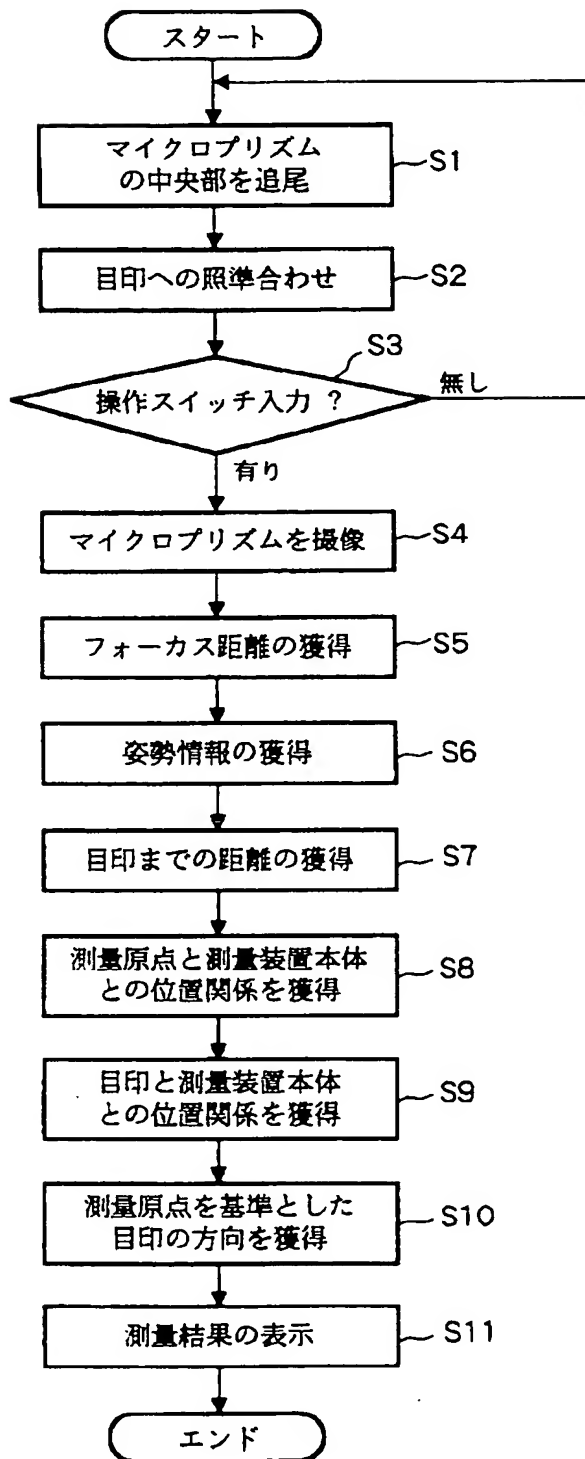 スタート
マイクロプリズム
の中央部を追尾
S1
目印への照準合わせ
S2
S3
操作スイッチ入力 ?
無し
有り
マイクロプリズムを撮像
S4
フォーカス距離の獲得
S5
姿勢情報の獲得
S6
目印までの距離の獲得
S7
測量原点と測量装置本体
との位置関係を獲得
S8
目印と測量装置本体
との位置関係を獲得
S9
測量原点を基準とした
目印の方向を獲得
S10
測量結果の表示
S11
エンド